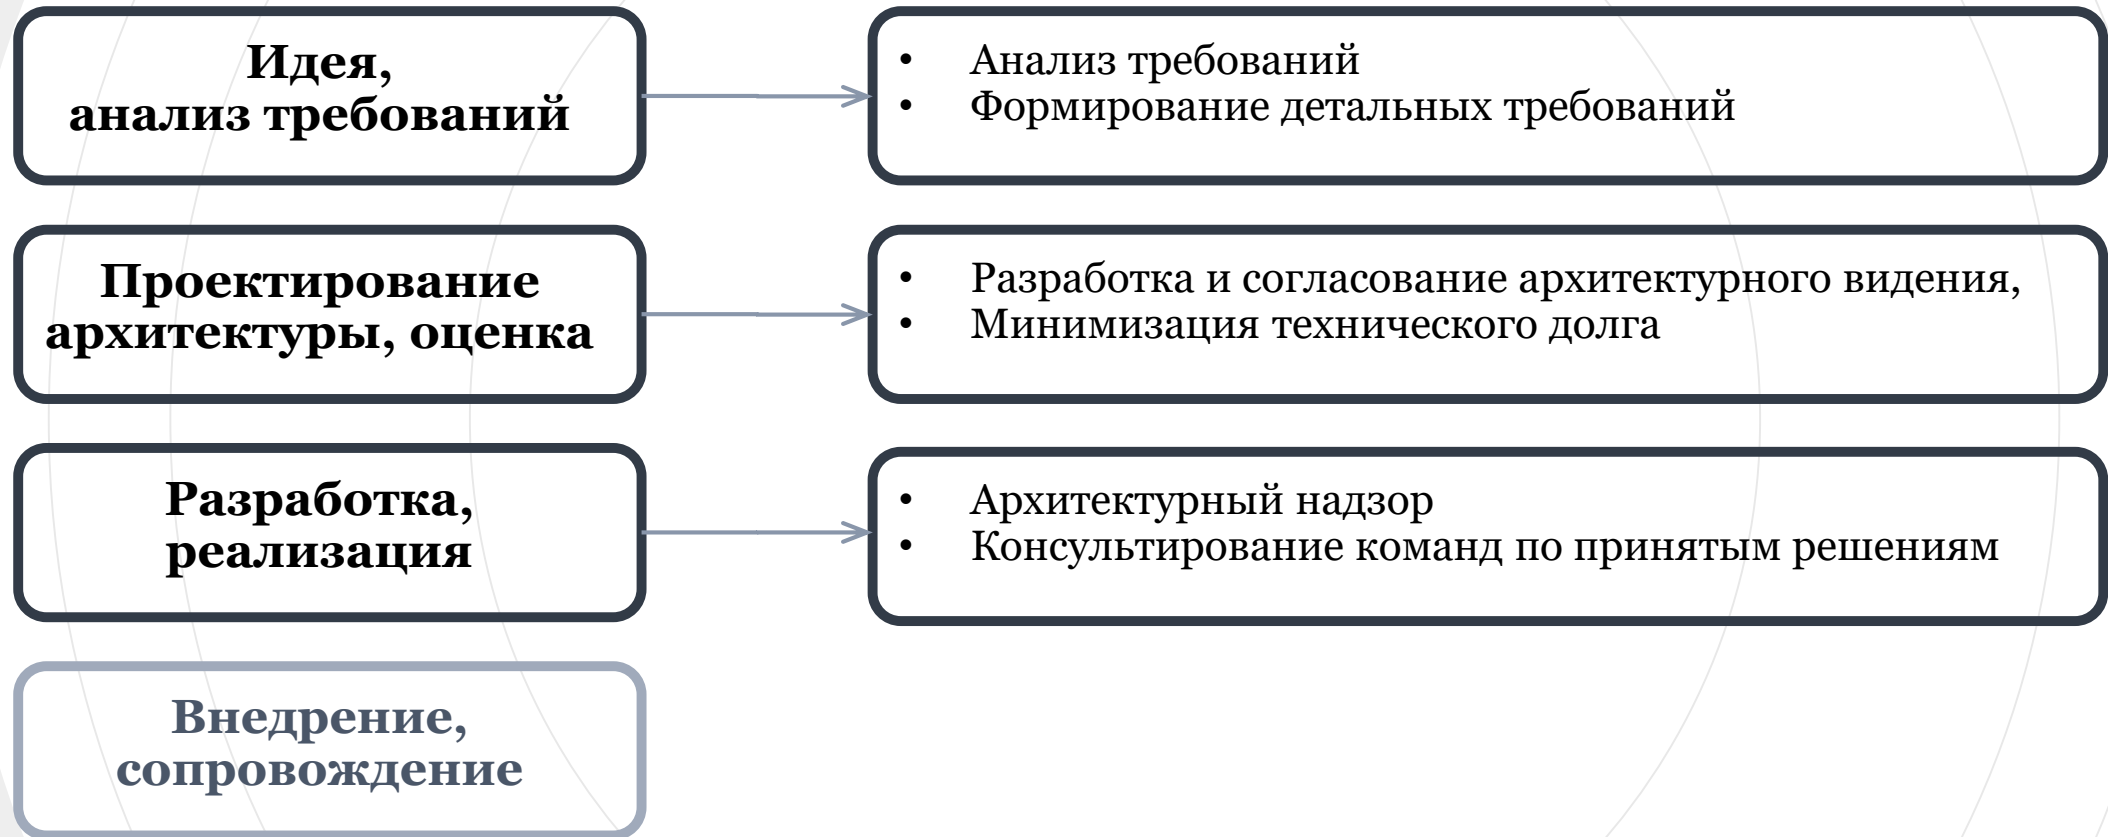 Идея,
анализ требований
• Анализ требований
• Формирование детальных требований
Проектирование
архитектуры, оценка
• Разработка и согласование архитектурного видения,
• Минимизация технического долга
Разработка,
реализация
• Архитектурный надзор
• Консультирование команд по принятым решениям
Внедрение,
сопровождение